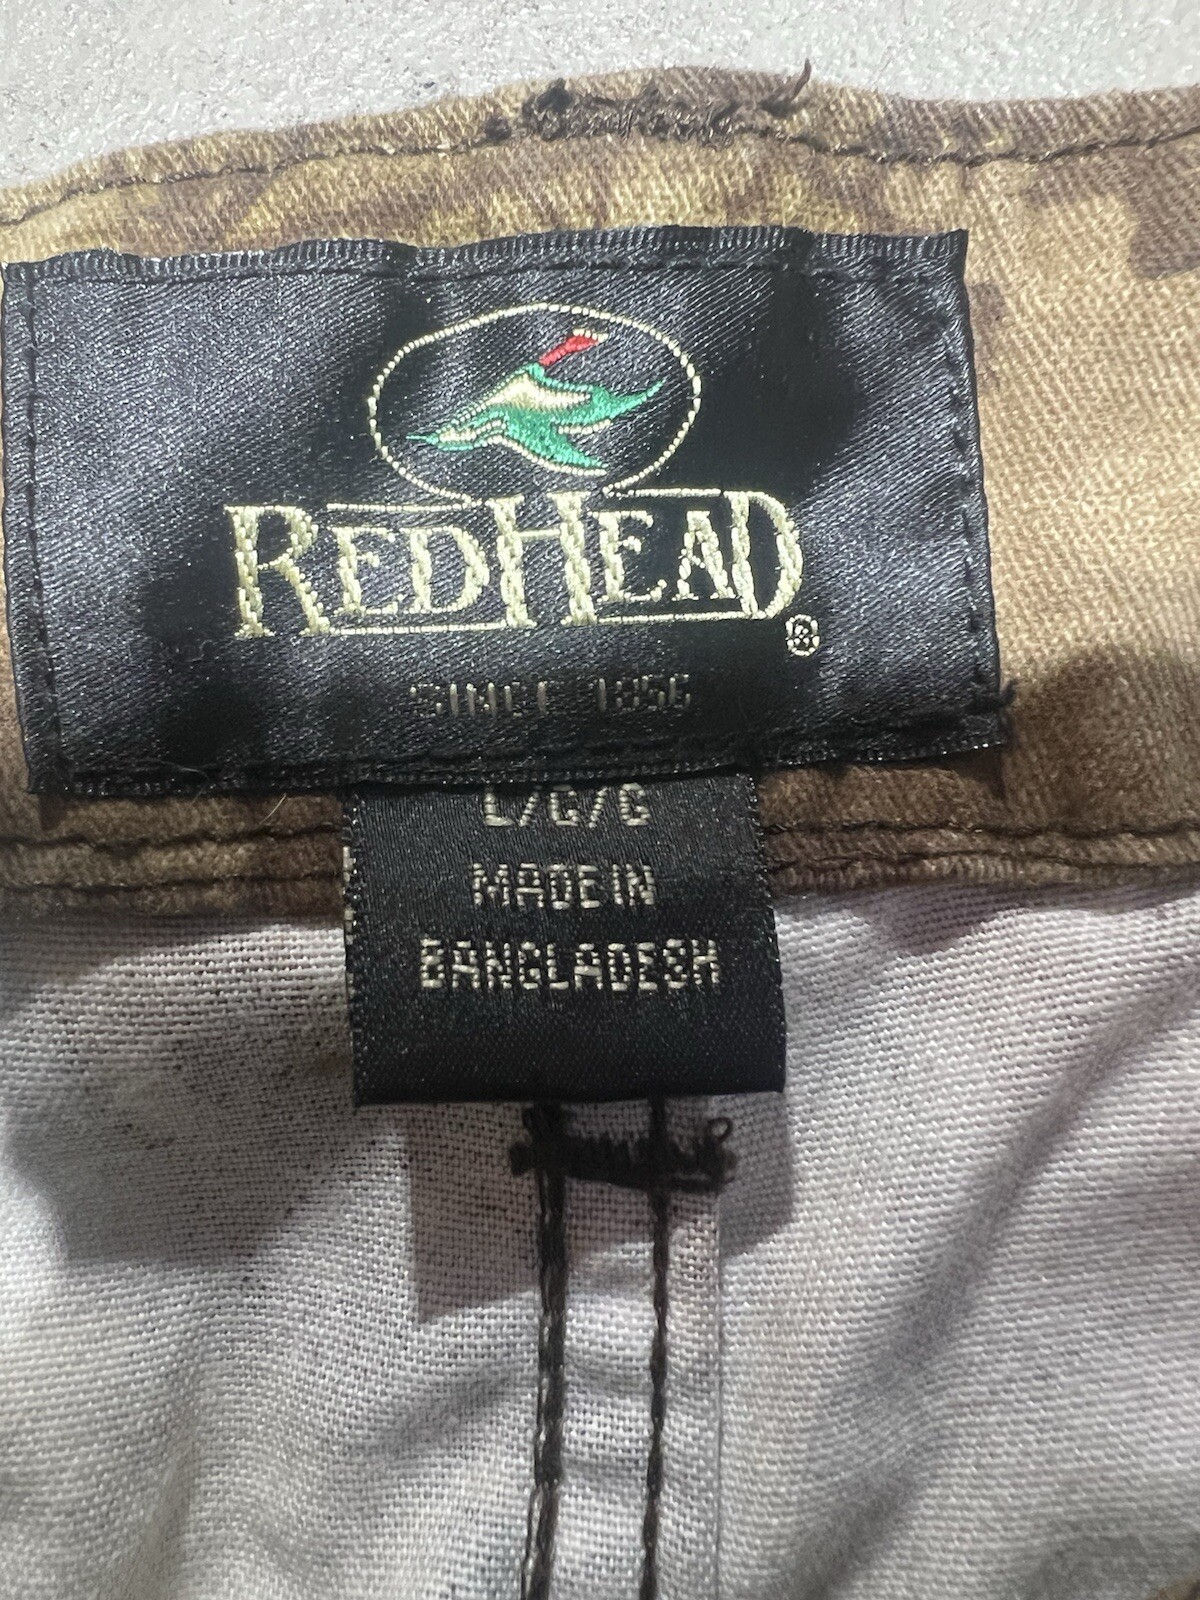 REDHEAD®
SINCE 1856
L/G/G
MADE IN
BANGLADESH